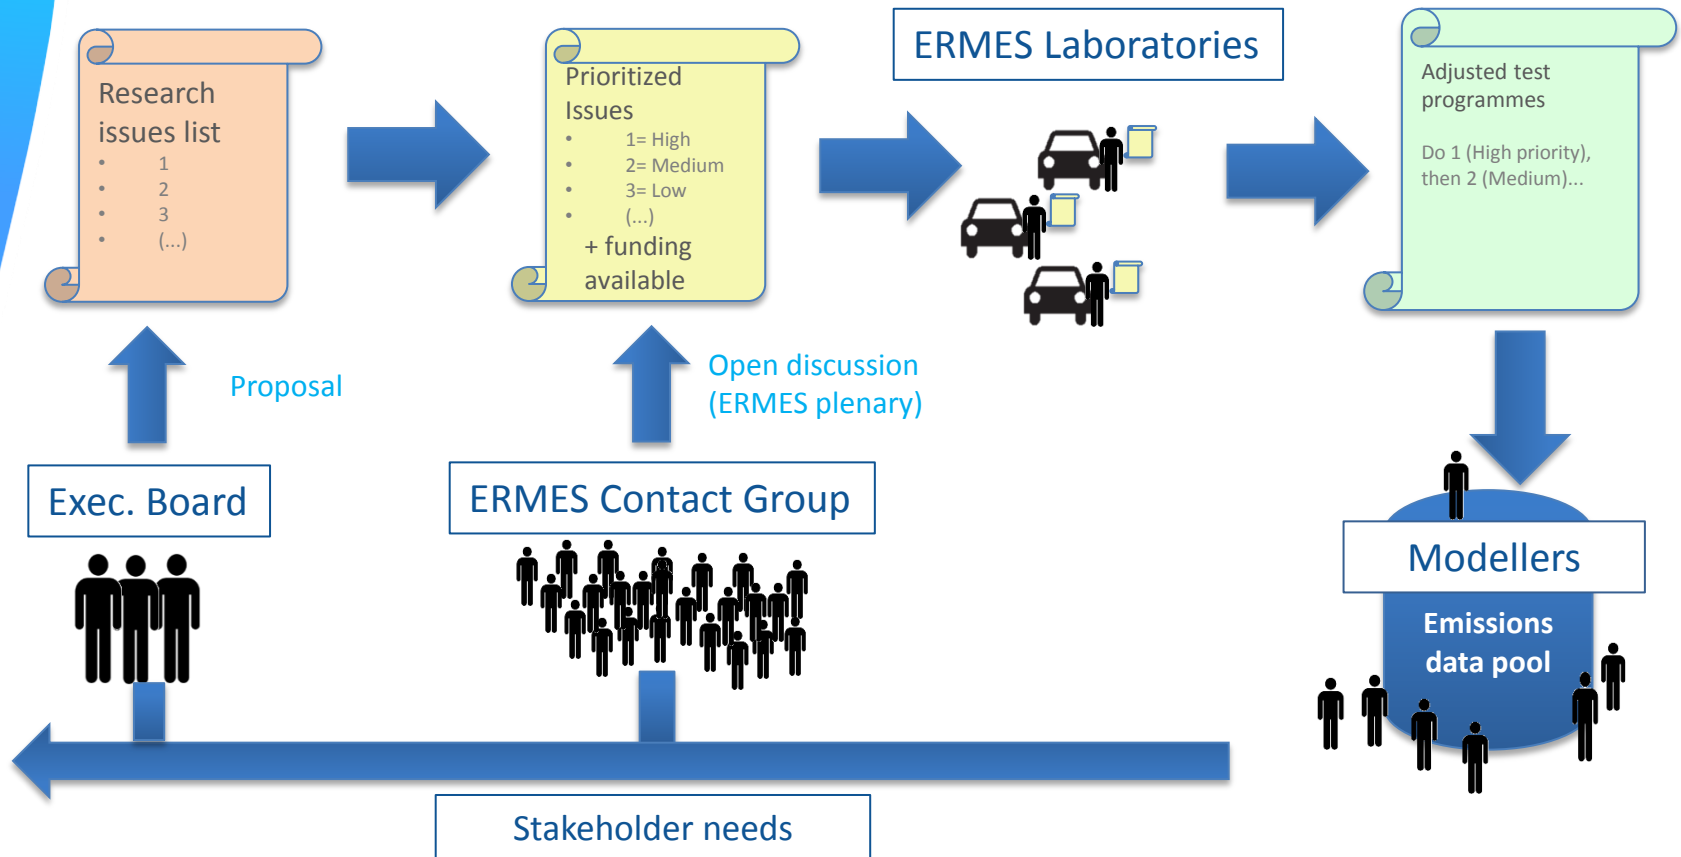 Research
issues list
• 1
• 2
• 3
• (...)
Prioritized
Issues
• 1= High
• 2= Medium
• 3= Low
• (...)
+ funding
available
ERMES Laboratories
Adjusted test
programmes
Do 1 (High priority),
then 2 (Medium)...
Proposal
Open discussion
(ERMES plenary)
Exec. Board
ERMES Contact Group
Modellers
Emissions
data pool
Stakeholder needs